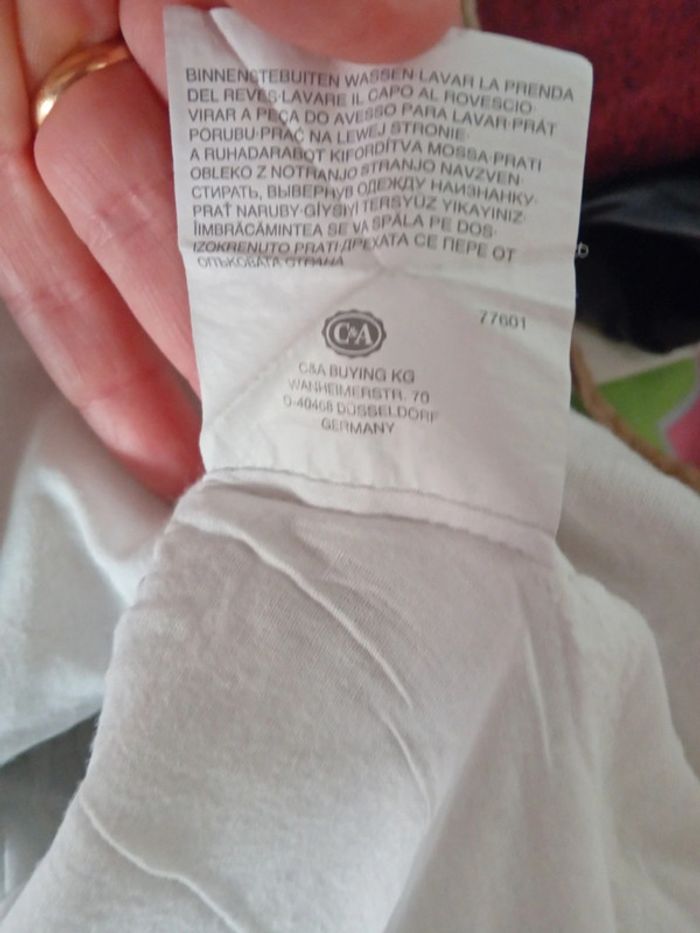 BINNENSTEBUITEN WASSEN·LAVAR LA PRENDA
DEL REVÉS·LAVARE IL CAPO AL ROVESCIO·
VIRAR A PEÇA DO AVESSO PARA LAVAR·PRÁT
PORUBU·PRAĆ NA LEWEJ STRONIE·
A RUHADARABOT KIFORDÍTVA MOSSA·PRATI
OBLEKO Z NOTRANJO STRANJO NAVZVEN·
СТИРАТЬ, ВЫВЕРНУВ ОДЕЖДУ НАИЗНАНКУ·
PRAŤ NARUBY·GİYSİYİ TERSYÜZ YIKAYINIZ·
ÎMBRĂCĂMINTEA SE VA SPĂLA PE DOS·
IZOKRENUTO PRATI·ДРЕХАТА СЕ ПЕРЕ ОТ
ОПЪКОВАТА СТРАНА
77601
C&A
C&A BUYING KG
WANHEIMERSTR. 70
D-40468 DÜSSELDORF
GERMANY